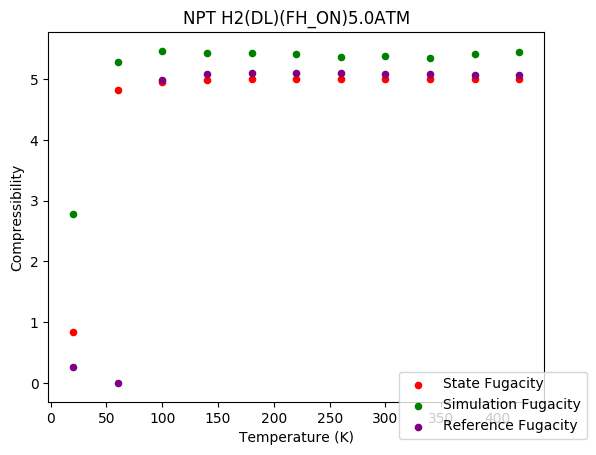 NPT H2(DL)(FH_ON)5.0ATM
Compressibility
5
4
3
2
1
0
0 50 100 150 200 250 300 350 400
Temperature (K)
State Fugacity
Simulation Fugacity
Reference Fugacity